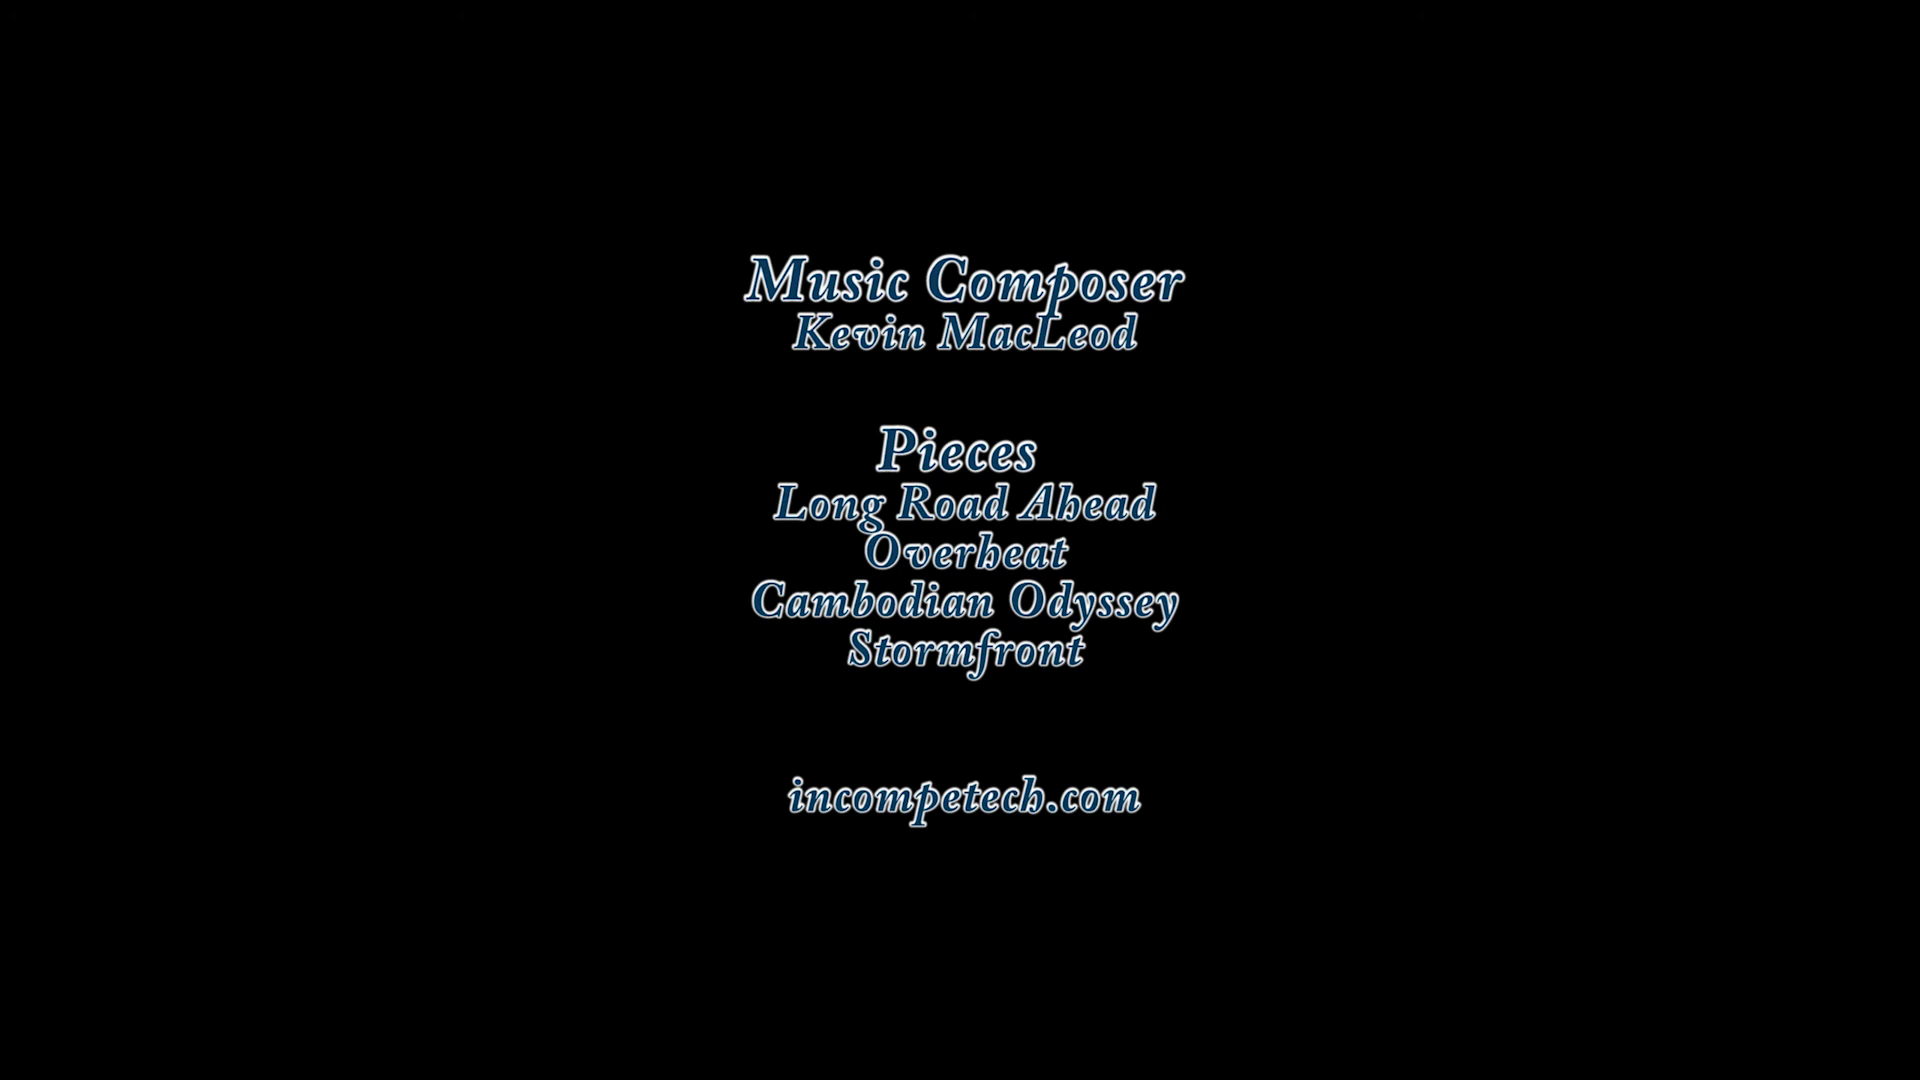 Music Composer
Kevin MacLeod
Pieces
Long Road Ahead
Overheat
Cambodian Odyssey
Stormfront
incompetech.com